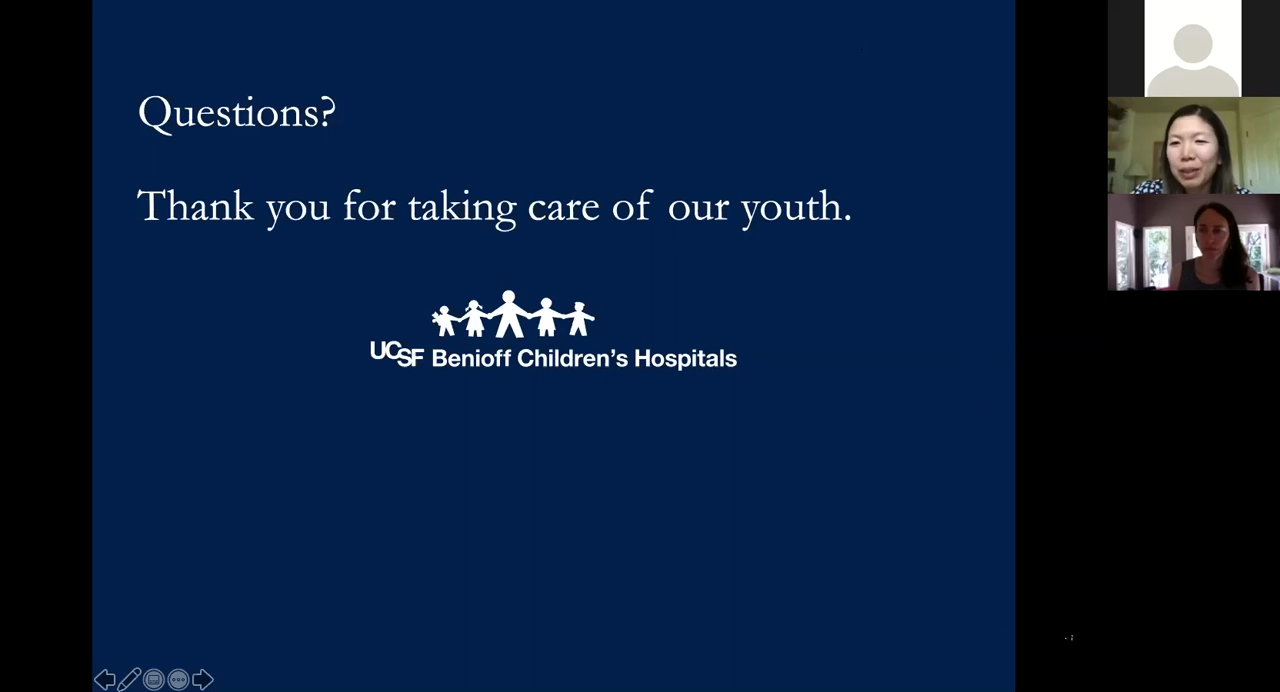 Questions?
Thank you for taking care of our youth.
UCSF Benioff Children's Hospitals